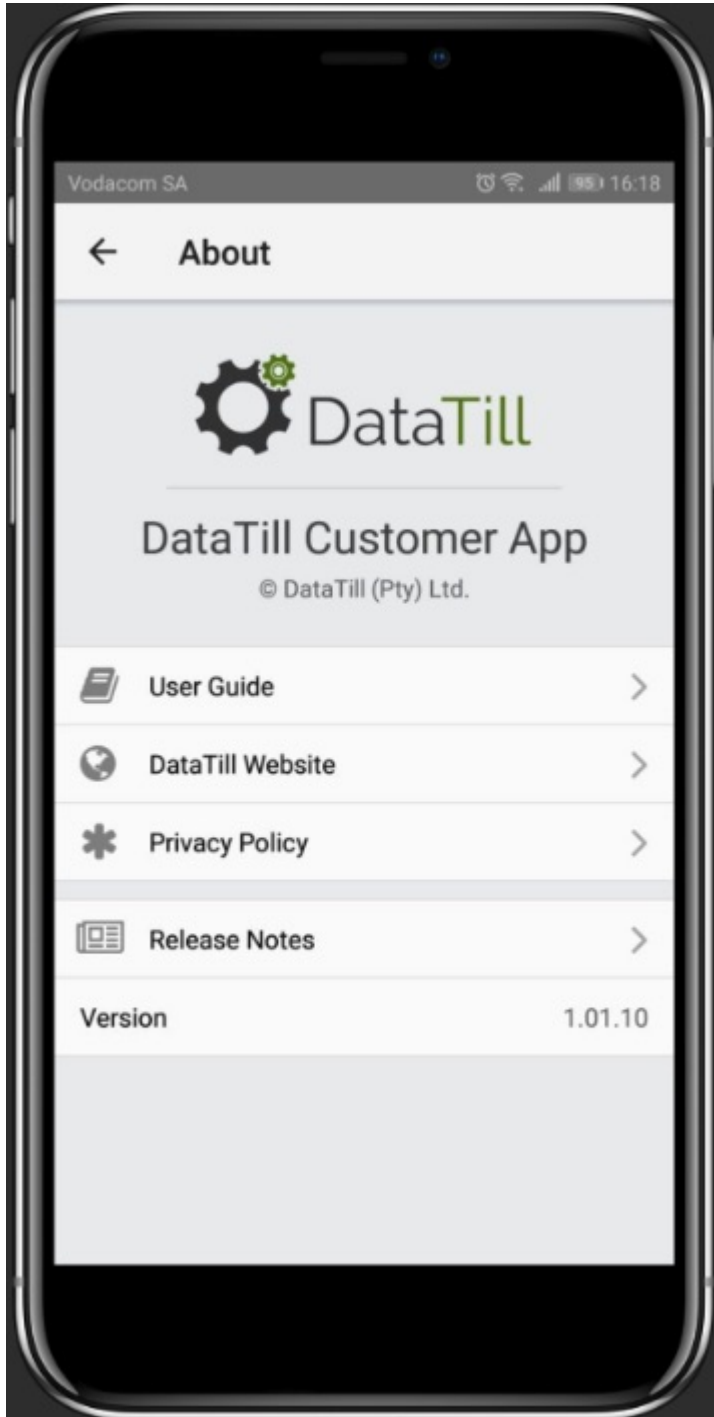 Vodacom SA 95 16:18
About
DataTill
DataTill Customer App
© DataTill (Pty) Ltd.
User Guide
DataTill Website
Privacy Policy
Release Notes
Version 1.01.10